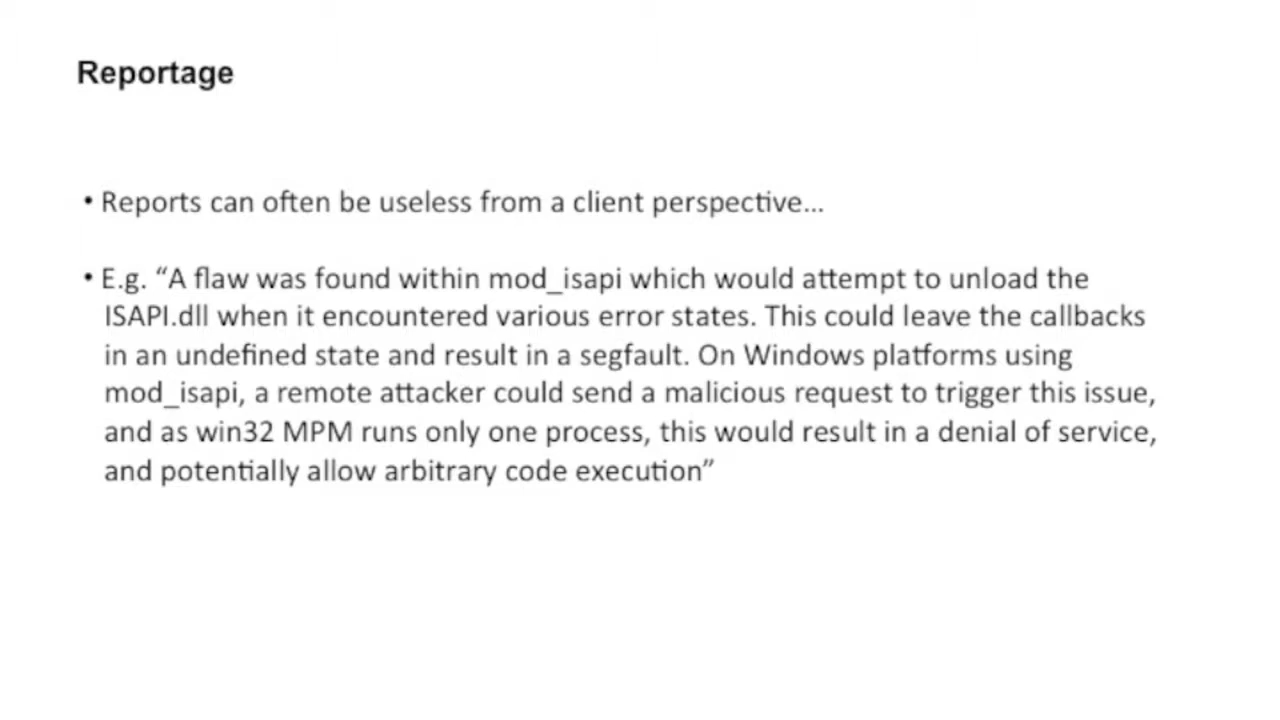 Reportage
• Reports can often be useless from a client perspective...
• E.g. “A flaw was found within mod_isapi which would attempt to unload the
ISAPI.dll when it encountered various error states. This could leave the callbacks
in an undefined state and result in a segfault. On Windows platforms using
mod_isapi, a remote attacker could send a malicious request to trigger this issue,
and as win32 MPM runs only one process, this would result in a denial of service,
and potentially allow arbitrary code execution”